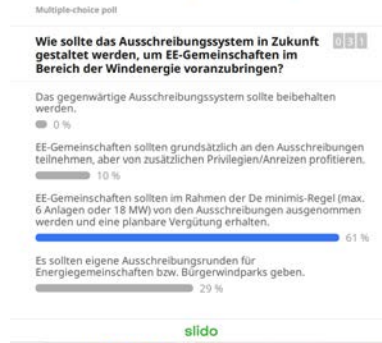 Multiple-choice poll
Wie sollte das Ausschreibungssystem in Zukunft
gestaltet werden, um EE-Gemeinschaften im
Bereich der Windenergie voranzubringen?
031
Das gegenwärtige Ausschreibungssystem sollte beibehalten
werden.
0 %
EE-Gemeinschaften sollten grundsätzlich an den Ausschreibungen
teilnehmen, aber von zusätzlichen Privilegien/Anreizen profitieren.
10 %
EE-Gemeinschaften sollten im Rahmen der De minimis-Regel (max.
6 Anlagen oder 18 MW) von den Ausschreibungen ausgenommen
werden und eine planbare Vergütung erhalten.
61 %
Es sollten eigene Ausschreibungsrunden für
Energiegemeinschaften bzw. Bürgerwindparks geben.
29 %
slido